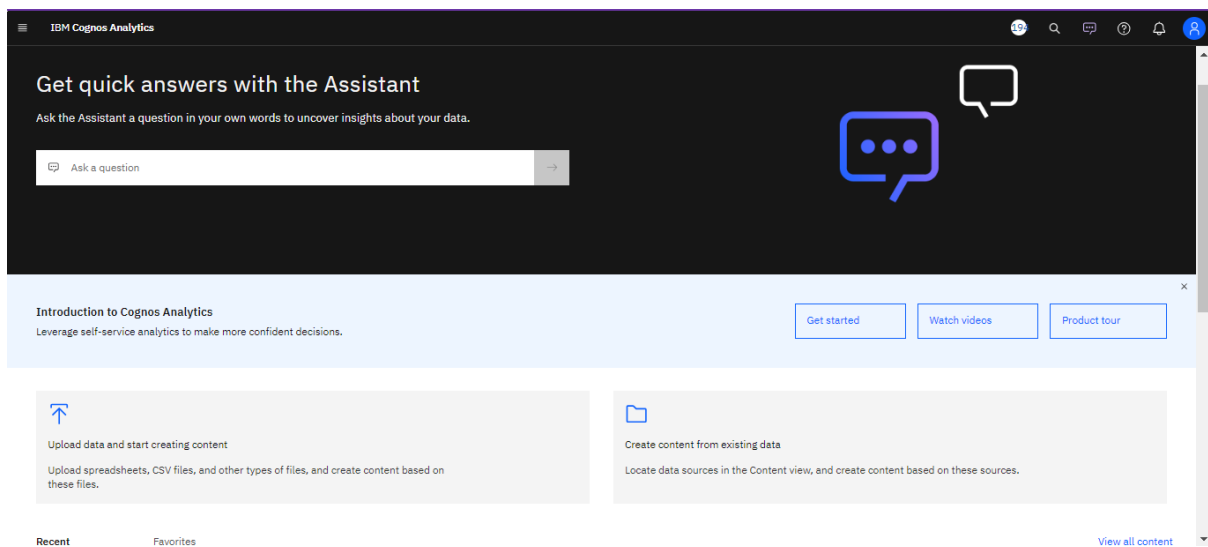 IBM Cognos Analytics
194
Get quick answers with the Assistant
Ask the Assistant a question in your own words to uncover insights about your data.
Ask a question
Introduction to Cognos Analytics
Leverage self-service analytics to make more confident decisions.
Get started
Watch videos
Product tour
Upload data and start creating content
Upload spreadsheets, CSV files, and other types of files, and create content based on
these files.
Create content from existing data
Locate data sources in the Content view, and create content based on these sources.
Recent
Favorites
View all content